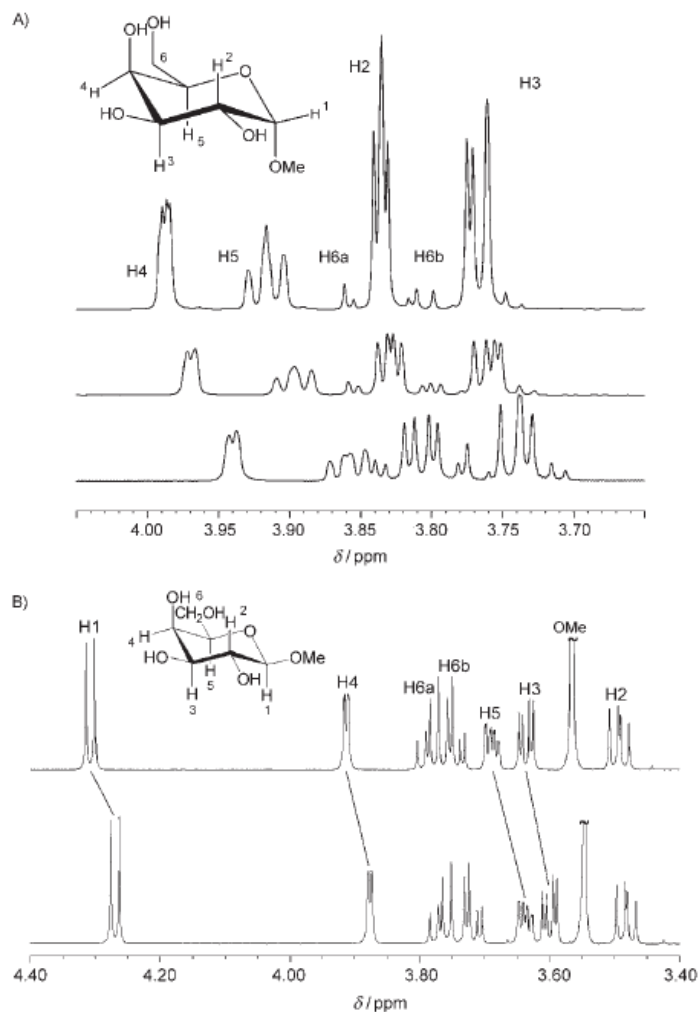 A)
OH
OH
6
2
H
O
4
H
H 1
HO
H
5
OH
H
3
OMe
H2
H3
H4
H5
H6a
H6b
4.00
3.95
3.90
3.85
3.80
3.75
3.70
δ / ppm
B)
H1
OH 6
CH2OH
2
H
O
4 H
OMe
HO
H
5
OH
H
3
H
1
H4
H6a
H6b
H5
H3
OMe
H2
4.40
4.20
4.00
3.80
3.60
3.40
δ / ppm